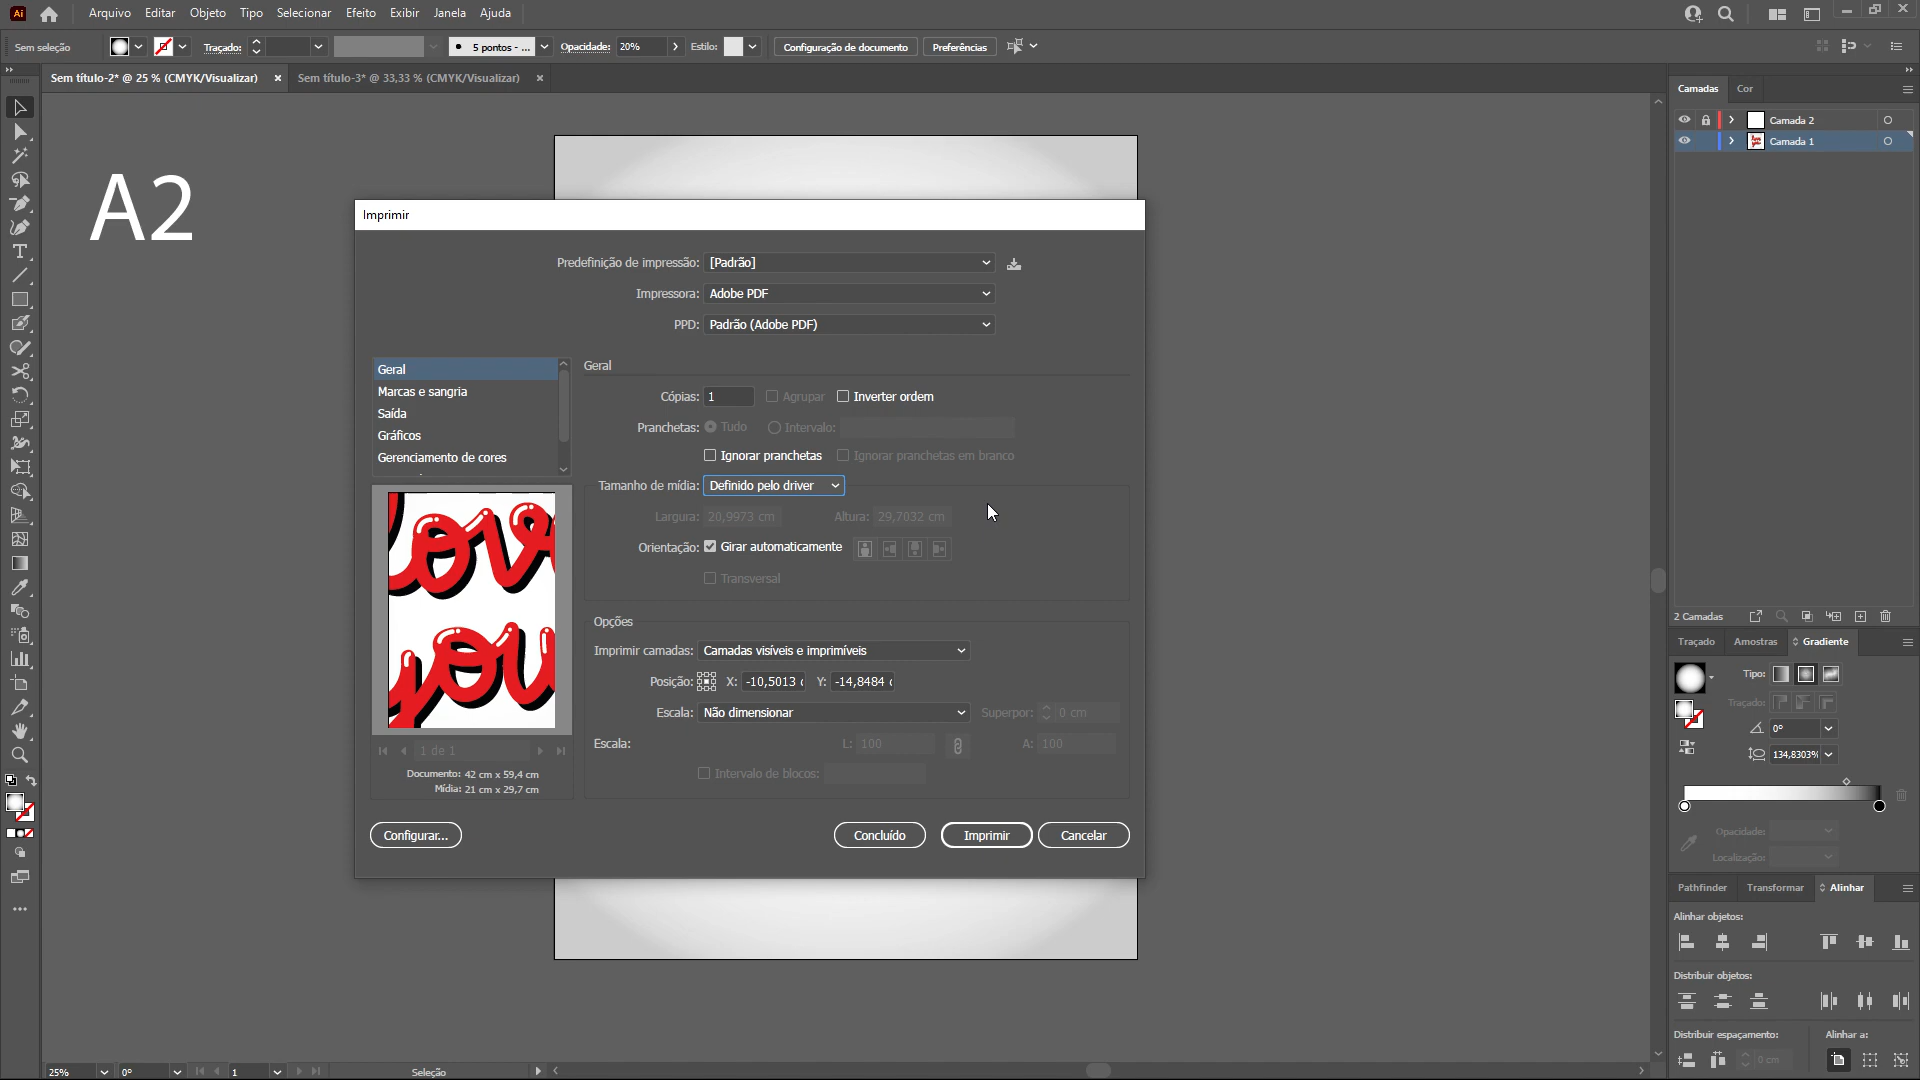 Ai Arquivo Editar Objeto Tipo Selecionar Efeito Exibir Janela Ajuda
Sem seleção Traçado: 5 pontos - ... Opacidade: 20% Estilo: Configuração de documento Preferências
Sem título-2* @ 25 % (CMYK/Visualizar) × Sem título-3* @ 33,33 % (CMYK/Visualizar) ×
A2
Imprimir
Predefinição de impressão: [Padrão]
Impressora: Adobe PDF
PPD: Padrão (Adobe PDF)
Geral
Marcas e sangria
Saída
Gráficos
Gerenciamento de cores
Geral
Cópias: 1 Agrupar Inverter ordem
Pranchetas: Tudo Intervalo:
Ignorar pranchetas Ignorar pranchetas em branco
Tamanho de mídia: Definido pelo driver
Largura: 20,9973 cm Altura: 29,7032 cm
Orientação: Girar automaticamente
Transversal
love
you
1 de 1
Documento: 42 cm x 59,4 cm
Mídia: 21 cm x 29,7 cm
Opções
Imprimir camadas: Camadas visíveis e imprimíveis
Posição: X: -10,5013 Y: -14,8484
Escala: Não dimensionar Superpor: 0 cm
Escala: L: 100 A: 100
Intervalo de blocos:
Configurar... Concluído Imprimir Cancelar
Camadas Cor
Camada 2
Camada 1
2 Camadas
Traçado Amostras Gradiente
Tipo:
Traçado:
0°
134,8303%
Opacidade:
Localização:
Pathfinder Transformar Alinhar
Alinhar objetos:
Distribuir objetos:
Distribuir espaçamento: Alinhar a:
0 cm
25% 0° 1 Seleção